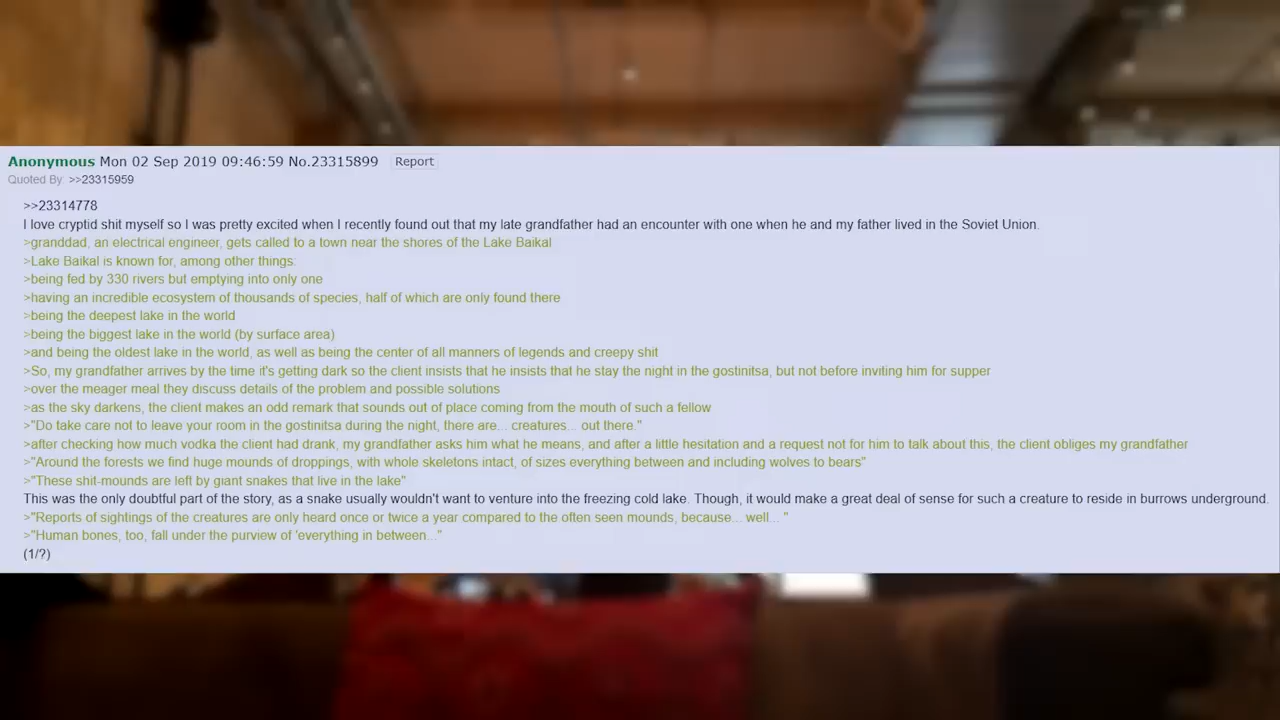 Anonymous Mon 02 Sep 2019 09:46:59 No.23315899 Report
Quoted By: >>23315959
>>23314778
I love cryptid shit myself so I was pretty excited when I recently found out that my late grandfather had an encounter with one when he and my father lived in the Soviet Union.
>granddad, an electrical engineer, gets called to a town near the shores of the Lake Baikal
>Lake Baikal is known for, among other things:
>being fed by 330 rivers but emptying into only one
>having an incredible ecosystem of thousands of species, half of which are only found there
>being the deepest lake in the world
>being the biggest lake in the world (by surface area)
>and being the oldest lake in the world, as well as being the center of all manners of legends and creepy shit
>So, my grandfather arrives by the time it's getting dark so the client insists that he insists that he stay the night in the gostinitsa, but not before inviting him for supper
>over the meager meal they discuss details of the problem and possible solutions
>as the sky darkens, the client makes an odd remark that sounds out of place coming from the mouth of such a fellow
>"Do take care not to leave your room in the gostinitsa during the night, there are... creatures... out there."
>after checking how much vodka the client had drank, my grandfather asks him what he means, and after a little hesitation and a request not for him to talk about this, the client obliges my grandfather
>"Around the forests we find huge mounds of droppings, with whole skeletons intact, of sizes everything between and including wolves to bears"
>"These shit-mounds are left by giant snakes that live in the lake"
This was the only doubtful part of the story, as a snake usually wouldn't want to venture into the freezing cold lake. Though, it would make a great deal of sense for such a creature to reside in burrows underground.
>"Reports of sightings of the creatures are only heard once or twice a year compared to the often seen mounds, because... well... "
>"Human bones, too, fall under the purview of 'everything in between..."
(1/?)